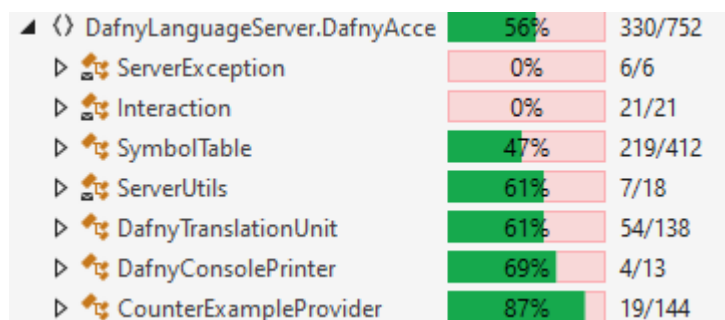 DafnyLanguageServer.DafnyAcce 56% 330/752
ServerException 0% 6/6
Interaction 0% 21/21
SymbolTable 47% 219/412
ServerUtils 61% 7/18
DafnyTranslationUnit 61% 54/138
DafnyConsolePrinter 69% 4/13
CounterExampleProvider 87% 19/144